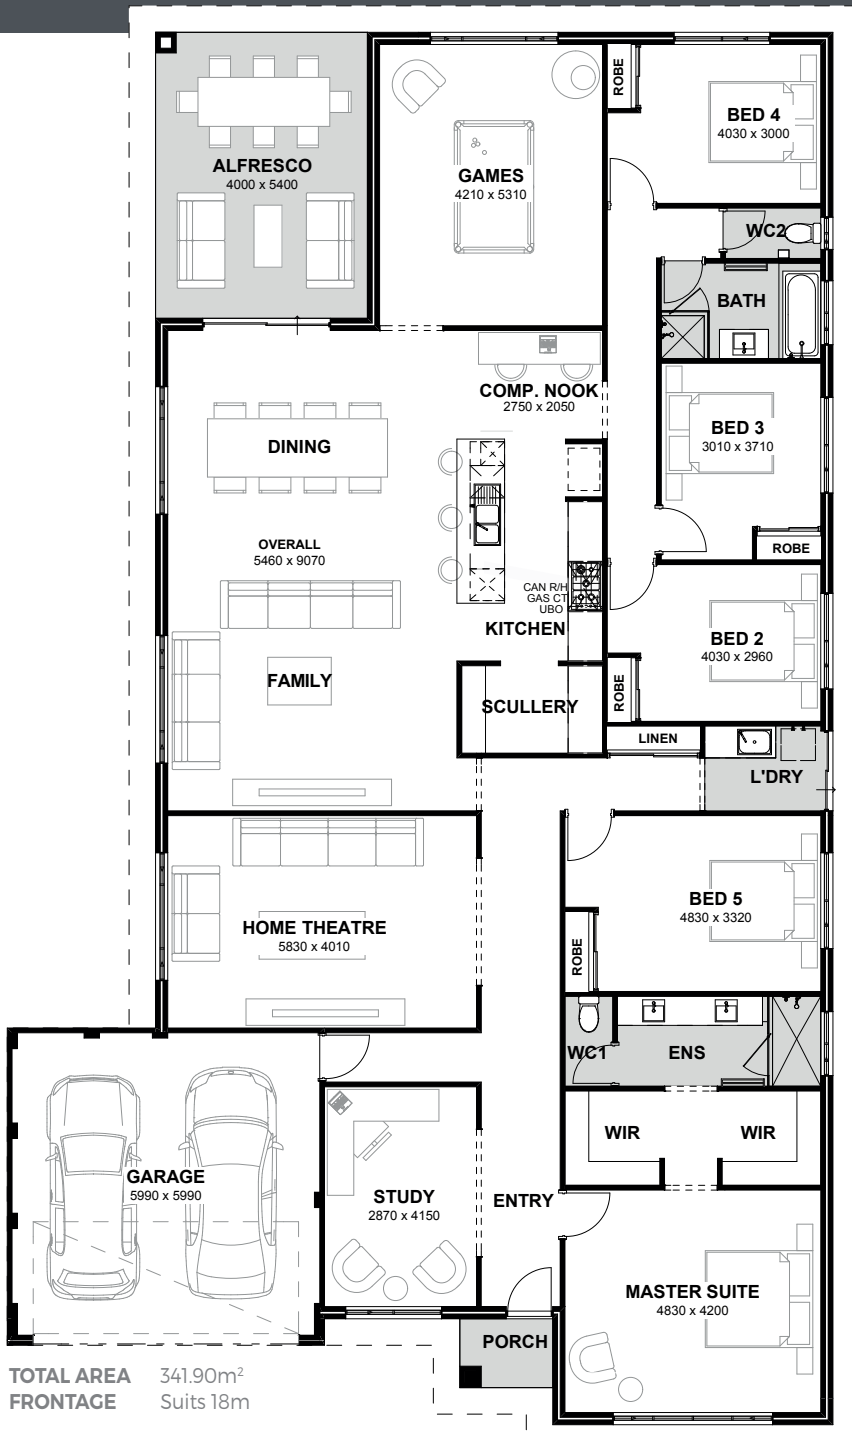 ROBE
BED 4
4030 x 3000
ALFRESCO
4000 x 5400
GAMES
4210 x 5310
WC2
BATH
COMP. NOOK
2750 x 2050
DINING
BED 3
3010 x 3710
ROBE
OVERALL
5460 x 9070
CAN R/H
GAS CT
UBO
KITCHEN
BED 2
4030 x 2960
FAMILY
ROBE
SCULLERY
LINEN
L'DRY
BED 5
4830 x 3320
HOME THEATRE
5830 x 4010
ROBE
WC1
ENS
WIR
WIR
GARAGE
5990 x 5990
STUDY
2870 x 4150
ENTRY
MASTER SUITE
4830 x 4200
PORCH
TOTAL AREA 341.90m²
FRONTAGE Suits 18m